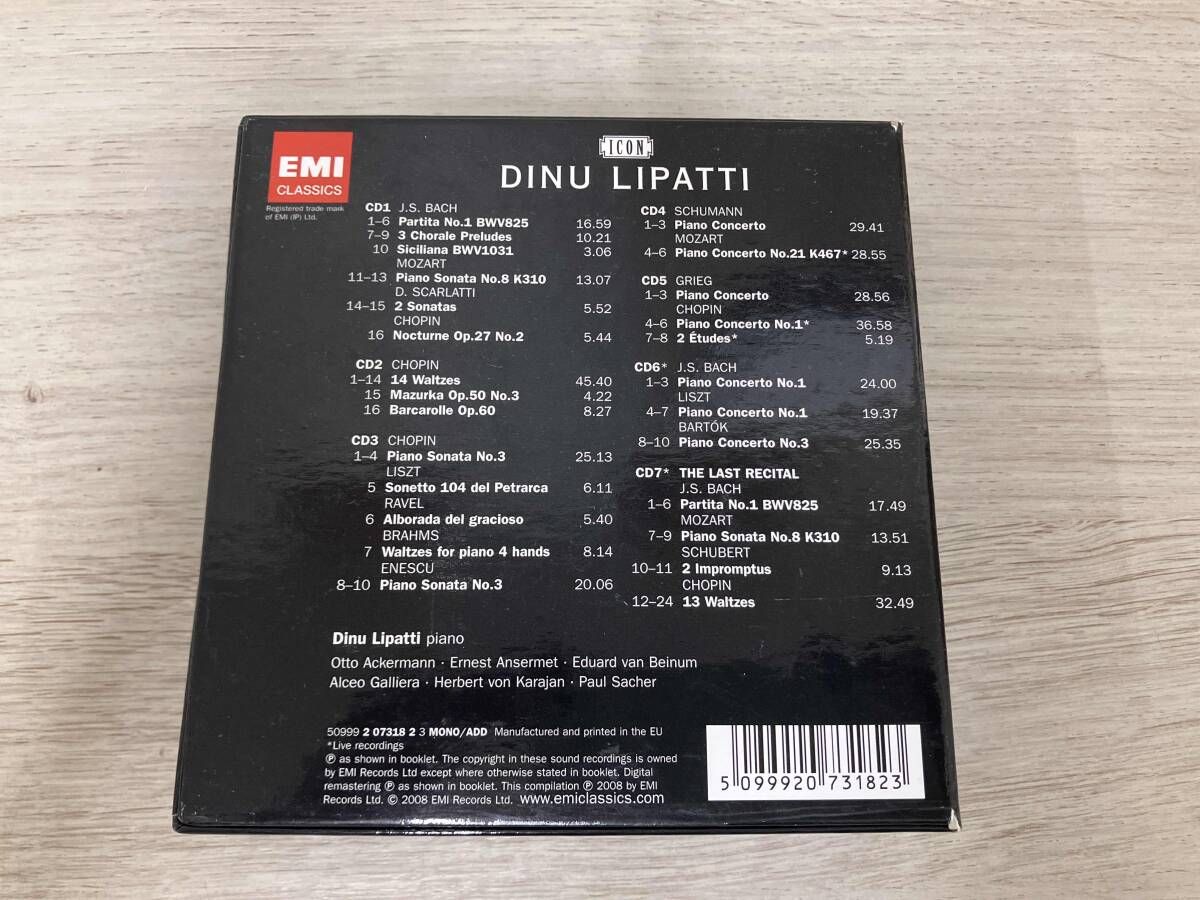 EMI
CLASSICS
Registered trade mark
of EMI (IP) Ltd.
ICON
DINU LIPATTI
CD1 J.S. BACH
1–6 Partita No.1 BWV825 16.59
7–9 3 Chorale Preludes 10.21
10 Siciliana BWV1031 3.06
MOZART
11–13 Piano Sonata No.8 K310 13.07
D. SCARLATTI
14–15 2 Sonatas 5.52
CHOPIN
16 Nocturne Op.27 No.2 5.44
CD2 CHOPIN
1–14 14 Waltzes 45.40
15 Mazurka Op.50 No.3 4.22
16 Barcarolle Op.60 8.27
CD3 CHOPIN
1–4 Piano Sonata No.3 25.13
LISZT
5 Sonetto 104 del Petrarca 6.11
RAVEL
6 Alborada del gracioso 5.40
BRAHMS
7 Waltzes for piano 4 hands 8.14
ENESCU
8–10 Piano Sonata No.3 20.06
CD4 SCHUMANN
1–3 Piano Concerto 29.41
MOZART
4–6 Piano Concerto No.21 K467* 28.55
CD5 GRIEG
1–3 Piano Concerto 28.56
CHOPIN
4–6 Piano Concerto No.1* 36.58
7–8 2 Études* 5.19
CD6* J.S. BACH
1–3 Piano Concerto No.1 24.00
LISZT
4–7 Piano Concerto No.1 19.37
BARTÓK
8–10 Piano Concerto No.3 25.35
CD7* THE LAST RECITAL
J.S. BACH
1–6 Partita No.1 BWV825 17.49
MOZART
7–9 Piano Sonata No.8 K310 13.51
SCHUBERT
10–11 2 Impromptus 9.13
CHOPIN
12–24 13 Waltzes 32.49
Dinu Lipatti piano
Otto Ackermann · Ernest Ansermet · Eduard van Beinum
Alceo Galliera · Herbert von Karajan · Paul Sacher
50999 2 07318 2 3 MONO/ADD Manufactured and printed in the EU
*Live recordings
℗ as shown in booklet. The copyright in these sound recordings is owned
by EMI Records Ltd except where otherwise stated in booklet. Digital
remastering ℗ as shown in booklet. This compilation ℗ 2008 by EMI
Records Ltd. © 2008 EMI Records Ltd. www.emiclassics.com
5 099920 731823